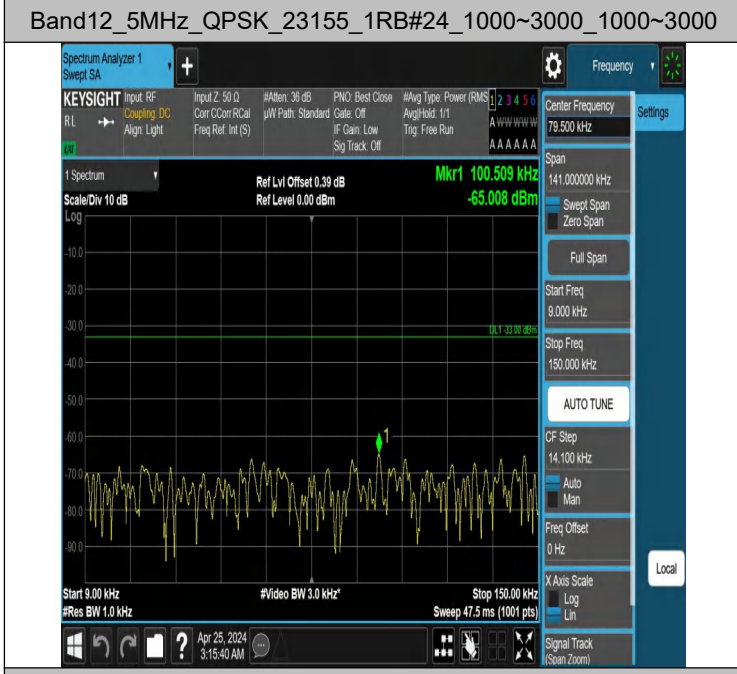 Band12_5MHz_QPSK_23155_1RB#24_1000~3000_1000~3000
Spectrum Analyzer 1
Swept SA
+
Frequency
KEYSIGHT
RL
Input: RF
Coupling: DC
Align: Light
Input Z: 50 Ω
Corr CCorr RCal
Freq Ref: Int (S)
#Atten: 36 dB
µW Path: Standard
PNO: Best Close
Gate: Off
IF Gain: Low
Sig Track: Off
#Avg Type: Power (RMS
Avg|Hold: 1/1
Trig: Free Run
1 2 3 4 5 6
A W W W W W
A A A A A A
1 Spectrum
Scale/Div 10 dB
Log
Ref Lvl Offset 0.39 dB
Ref Level 0.00 dBm
Mkr1 100.509 kHz
-65.008 dBm
-10.0
-20.0
-30.0
DL1 -33.00 dBm
-40.0
-50.0
-60.0
1
-70.0
-80.0
-90.0
Start 9.00 kHz
#Res BW 1.0 kHz
#Video BW 3.0 kHz*
Stop 150.00 kHz
Sweep 47.5 ms (1001 pts)
?
Apr 25, 2024
3:15:40 AM
Center Frequency
79.500 kHz
Settings
Span
141.000000 kHz
Swept Span
Zero Span
Full Span
Start Freq
9.000 kHz
Stop Freq
150.000 kHz
AUTO TUNE
CF Step
14.100 kHz
Auto
Man
Freq Offset
0 Hz
X Axis Scale
Log
Lin
Local
Signal Track
(Span Zoom)